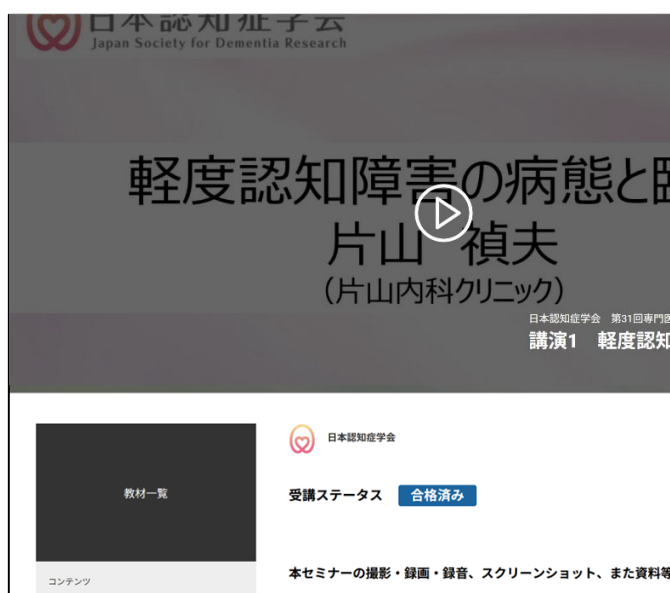 日本認知症学会
Japan Society for Dementia Research
軽度認知障害の病態と臨
片山 禎夫
(片山内科クリニック)
日本認知症学会 第31回専門医
講演1 軽度認知
日本認知症学会
教材一覧
受講ステータス 合格済み
コンテンツ
本セミナーの撮影・録画・録音、スクリーンショット、また資料等